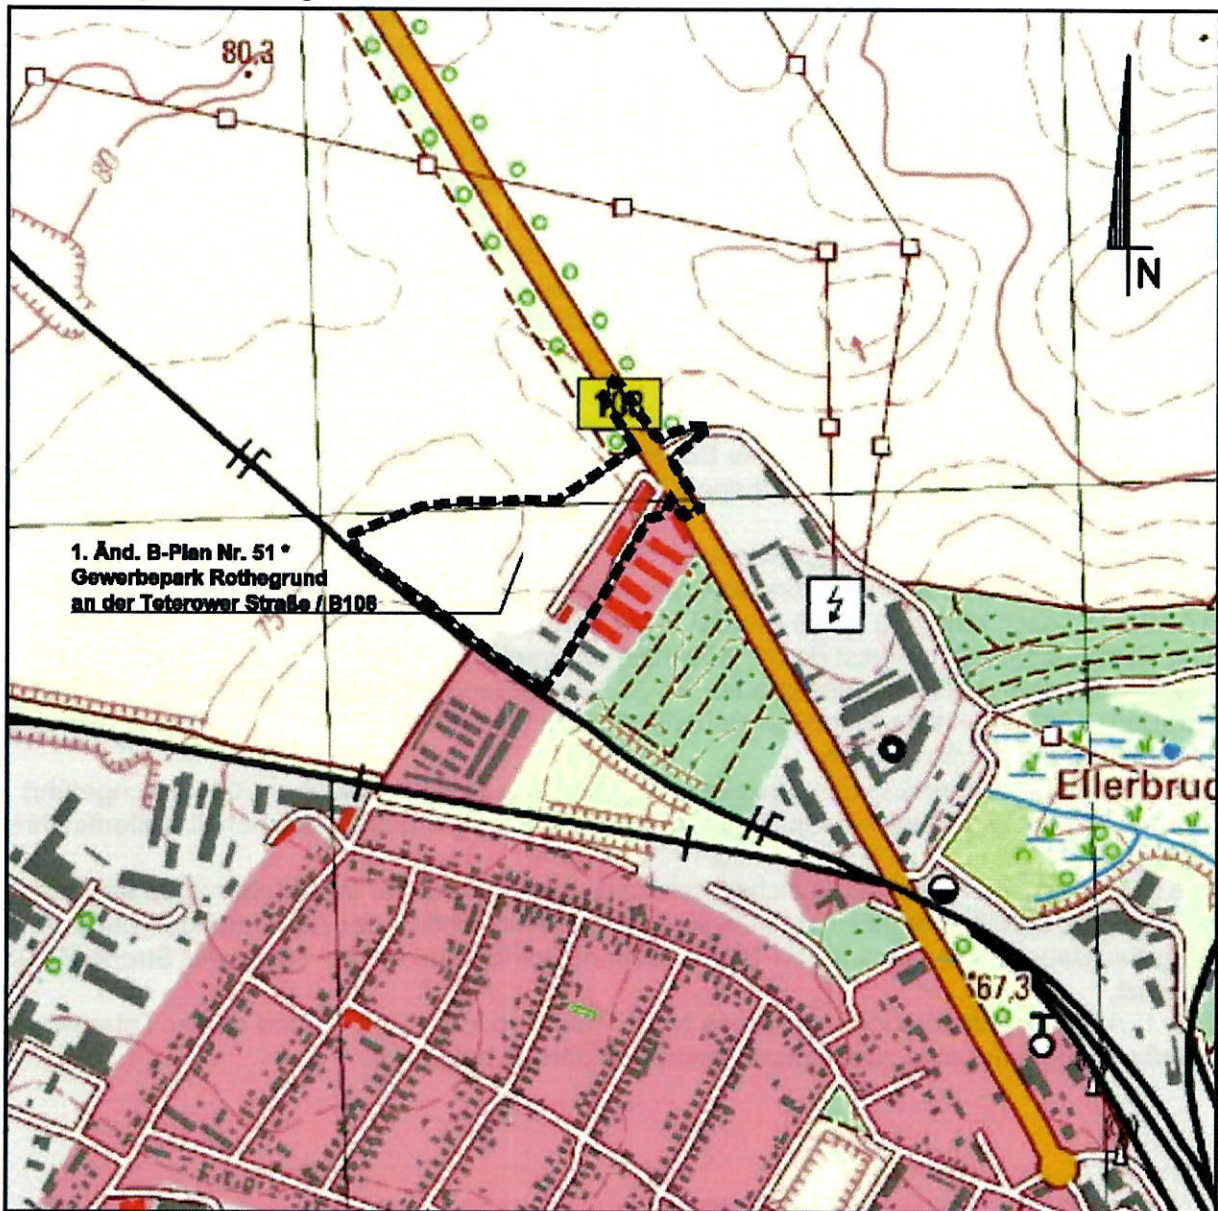 80,3
80
N
108
1. Änd. B-Plan Nr. 51 *
Gewerbepark Rothegrund
an der Teterower Straße / B108
75
Ellerbruc
67,3